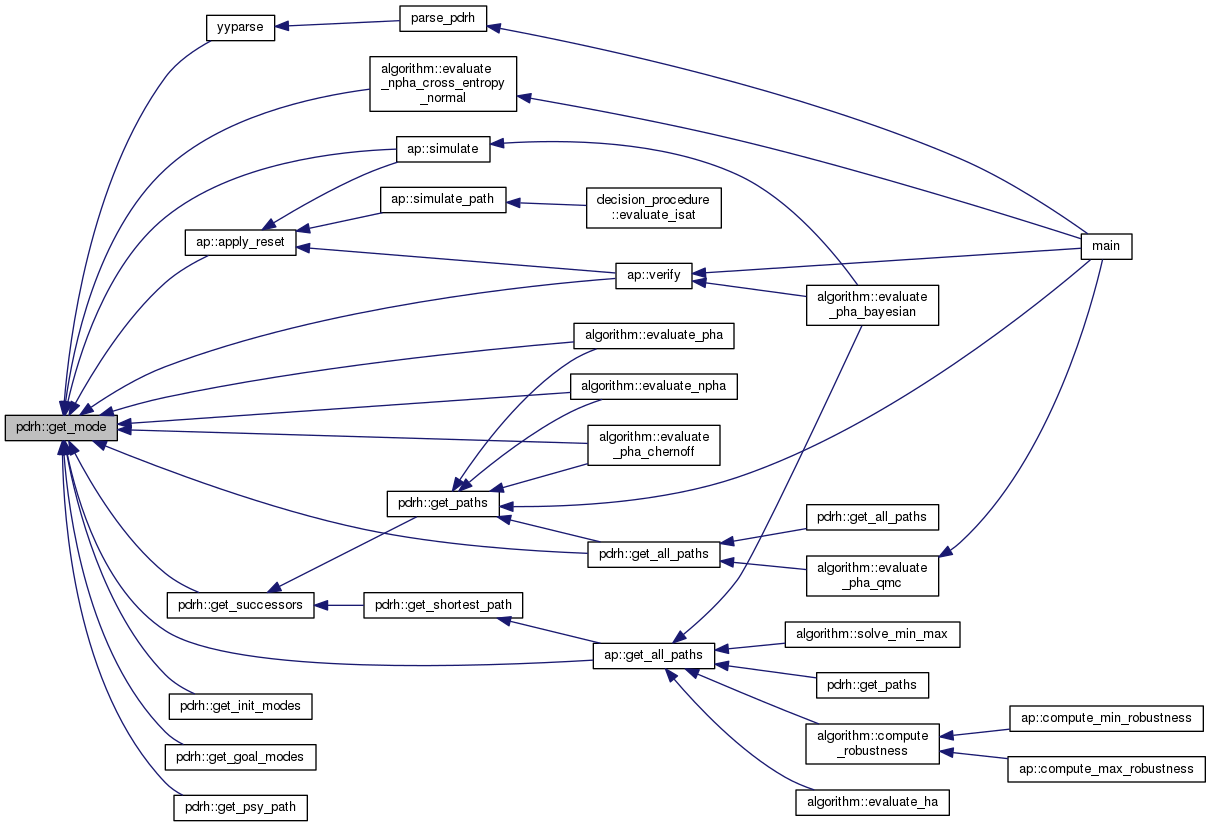 yyparse
parse_pdrh
algorithm::evaluate
_npha_cross_entropy
_normal
ap::simulate
ap::simulate_path
decision_procedure
::evaluate_isat
ap::apply_reset
main
ap::verify
algorithm::evaluate
_pha_bayesian
algorithm::evaluate_pha
algorithm::evaluate_npha
pdrh::get_mode
algorithm::evaluate
_pha_chernoff
pdrh::get_paths
pdrh::get_all_paths
pdrh::get_all_paths
algorithm::evaluate
_pha_qmc
pdrh::get_successors
pdrh::get_shortest_path
algorithm::solve_min_max
ap::get_all_paths
pdrh::get_paths
pdrh::get_init_modes
ap::compute_min_robustness
algorithm::compute
_robustness
pdrh::get_goal_modes
ap::compute_max_robustness
algorithm::evaluate_ha
pdrh::get_psy_path